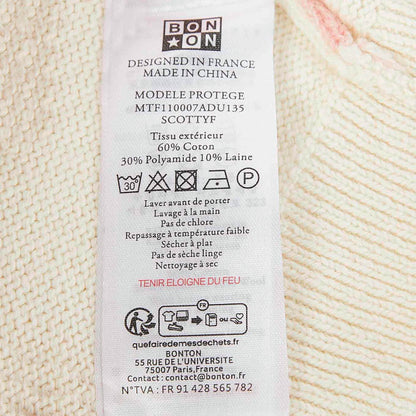 BON
TON
DESIGNED IN FRANCE
MADE IN CHINA
MODELE PROTEGE
MTF110007ADU135
SCOTTYF
Tissu extérieur
60% Coton
30% Polyamide 10% Laine
30°
P
Laver avant de porter
Lavage à la main
Pas de chlore
Repassage à température faible
Sécher à plat
Pas de sèche linge
Nettoyage à sec
TENIR ELOIGNE DU FEU
FR
ou
quefairedemesdechets.fr
BONTON
55 RUE DE L'UNIVERSITE
75007 Paris,France
Contact : contact@bonton.fr
N°TVA : FR 91 428 565 782